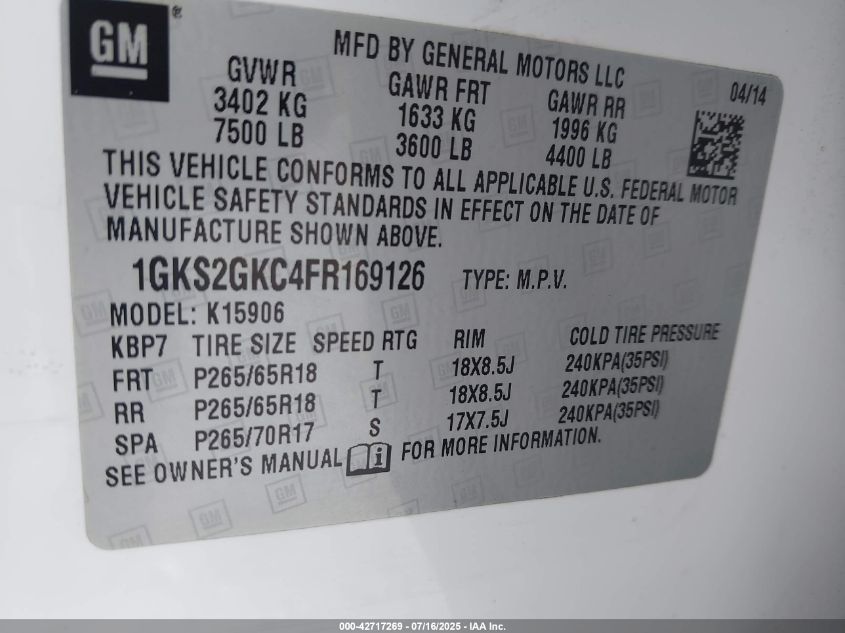 GM ®
MFD BY GENERAL MOTORS LLC
04/14
GVWR GAWR FRT GAWR RR
3402 KG 1633 KG 1996 KG
7500 LB 3600 LB 4400 LB
THIS VEHICLE CONFORMS TO ALL APPLICABLE U.S. FEDERAL MOTOR
VEHICLE SAFETY STANDARDS IN EFFECT ON THE DATE OF
MANUFACTURE SHOWN ABOVE.
1GKS2GKC4FR169126 TYPE: M.P.V.
MODEL: K15906
KBP7 TIRE SIZE SPEED RTG RIM COLD TIRE PRESSURE
FRT P265/65R18 T 18X8.5J 240KPA(35PSI)
RR P265/65R18 T 18X8.5J 240KPA(35PSI)
SPA P265/70R17 S 17X7.5J 240KPA(35PSI)
SEE OWNER'S MANUAL i FOR MORE INFORMATION.
000-42717269 - 07/16/2025 - IAA Inc.